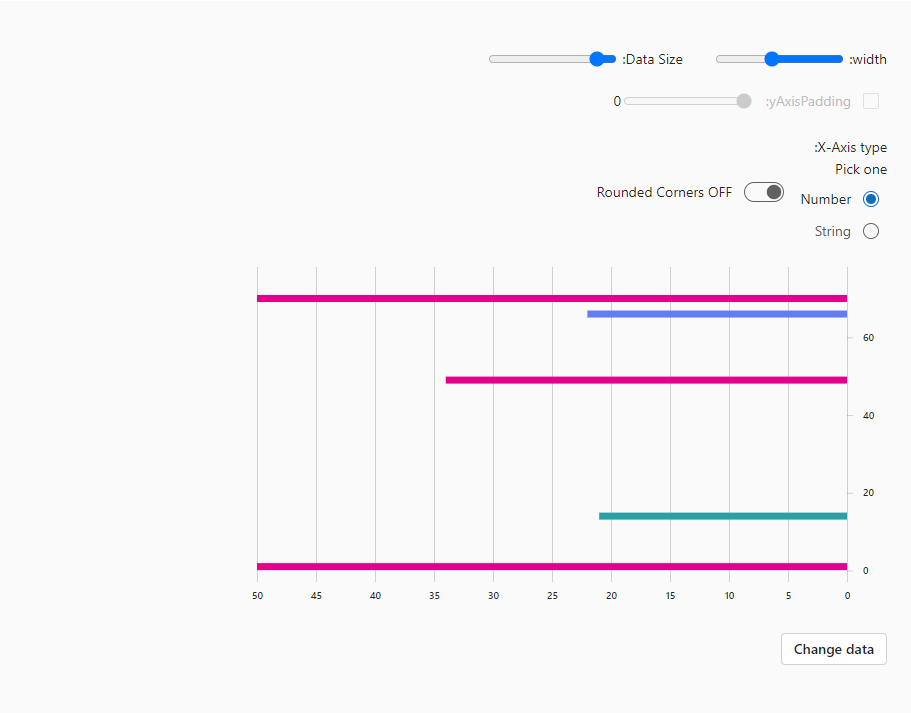 :width
:Data Size
:yAxisPadding
0
:X-Axis type
Pick one
Number
Rounded Corners OFF
String
60
40
20
0
50 45 40 35 30 25 20 15 10 5 0
Change data